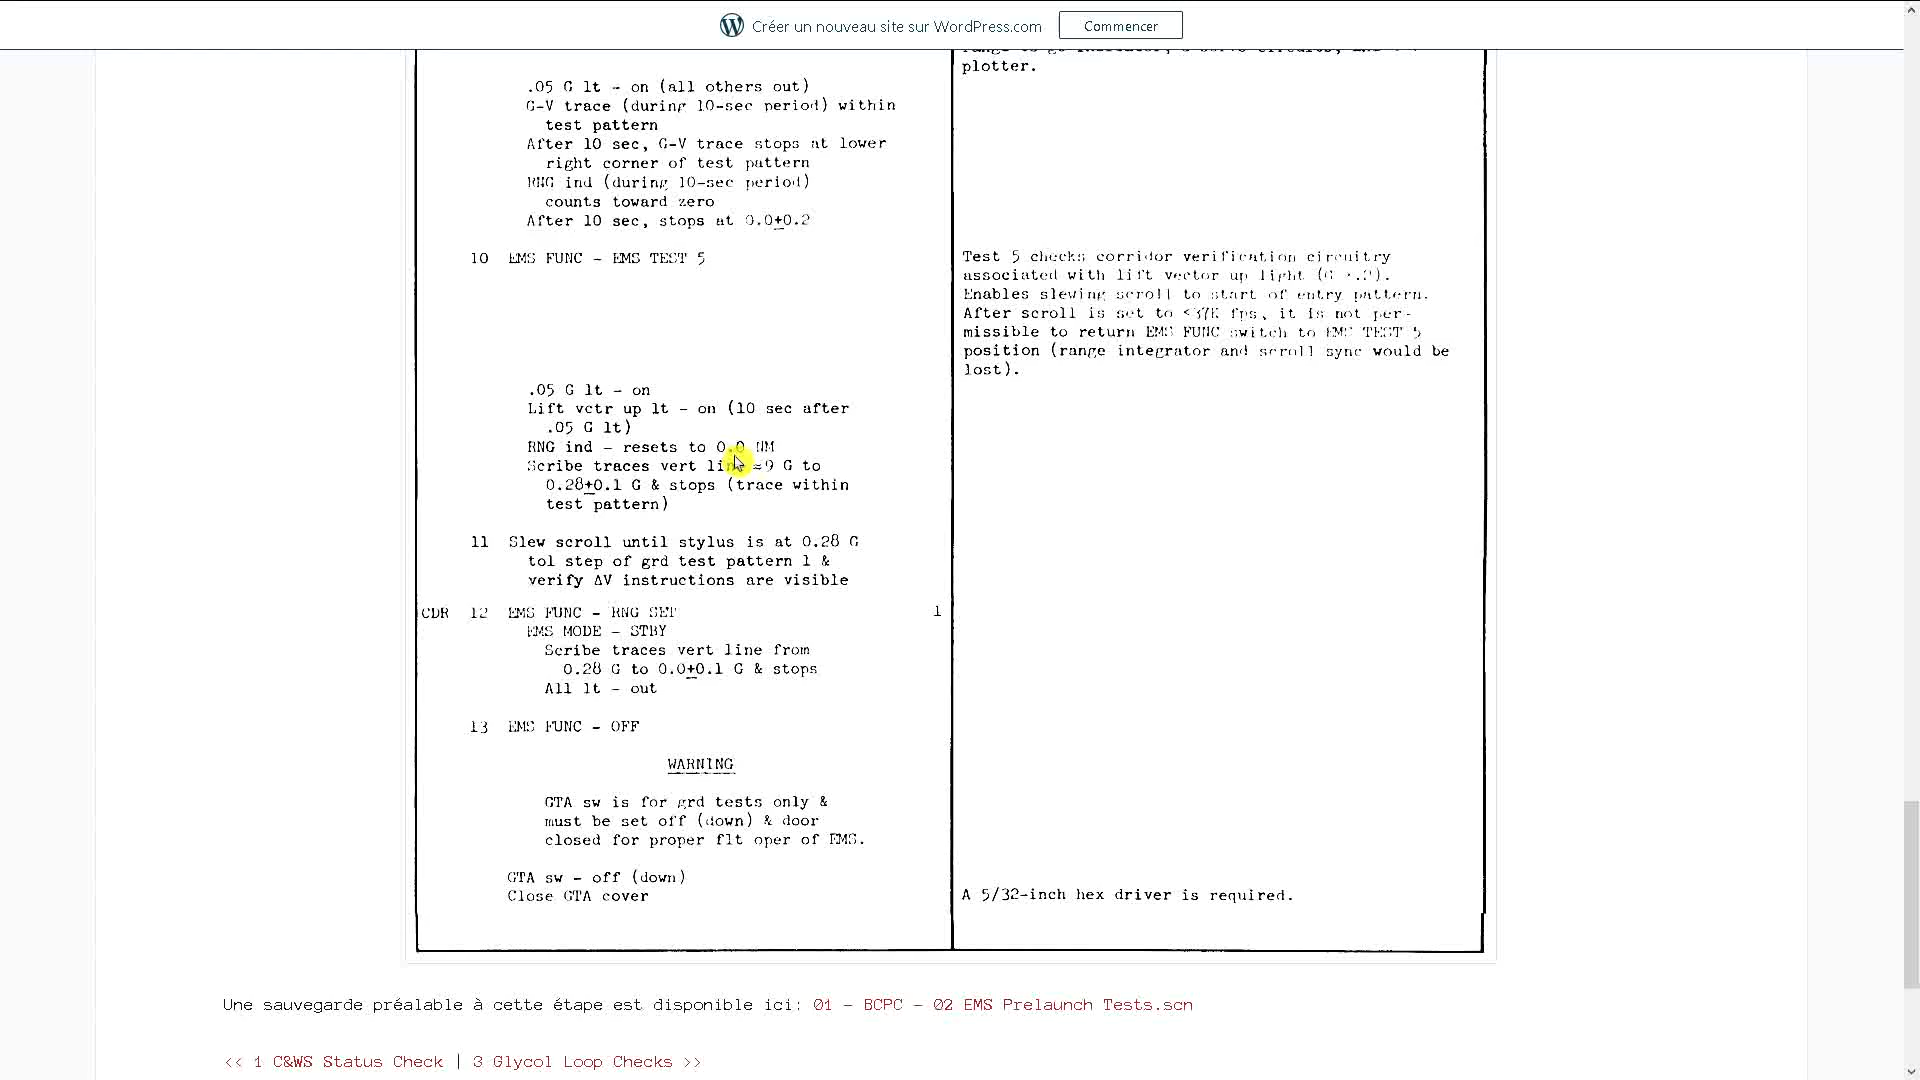 Créer un nouveau site sur WordPress.com
Commencer
plotter.
.05 G lt - on (all others out)
G-V trace (during 10-sec period) within
test pattern
After 10 sec, G-V trace stops at lower
right corner of test pattern
RNG ind (during 10-sec period)
counts toward zero
After 10 sec, stops at 0.0±0.2
10 EMS FUNC - EMS TEST 5
Test 5 checks corridor verification circuitry
associated with lift vector up light
Enables slewing scroll to start of entry pattern.
After scroll is set to <37K fps, it is not per-
missible to return EMS FUNC switch to EMS TEST 5
position (range integrator and scroll sync would be
lost).
.05 G lt - on
Lift vctr up lt - on (10 sec after
.05 G lt)
RNG ind - resets to 0.0 NM
Scribe traces vert line ≈9 G to
0.28±0.1 G & stops (trace within
test pattern)
11 Slew scroll until stylus is at 0.28 G
tol step of grd test pattern 1 &
verify ΔV instructions are visible
CDR 12 EMS FUNC - RNG SET 1
EMS MODE - STBY
Scribe traces vert line from
0.28 G to 0.0±0.1 G & stops
All lt - out
13 EMS FUNC - OFF
WARNING
GTA sw is for grd tests only &
must be set off (down) & door
closed for proper flt oper of EMS.
GTA sw - off (down)
Close GTA cover
A 5/32-inch hex driver is required.
Une sauvegarde préalable à cette étape est disponible ici: 01 - BCPC - 02 EMS Prelaunch Tests.scn
<< 1 C&WS Status Check | 3 Glycol Loop Checks >>